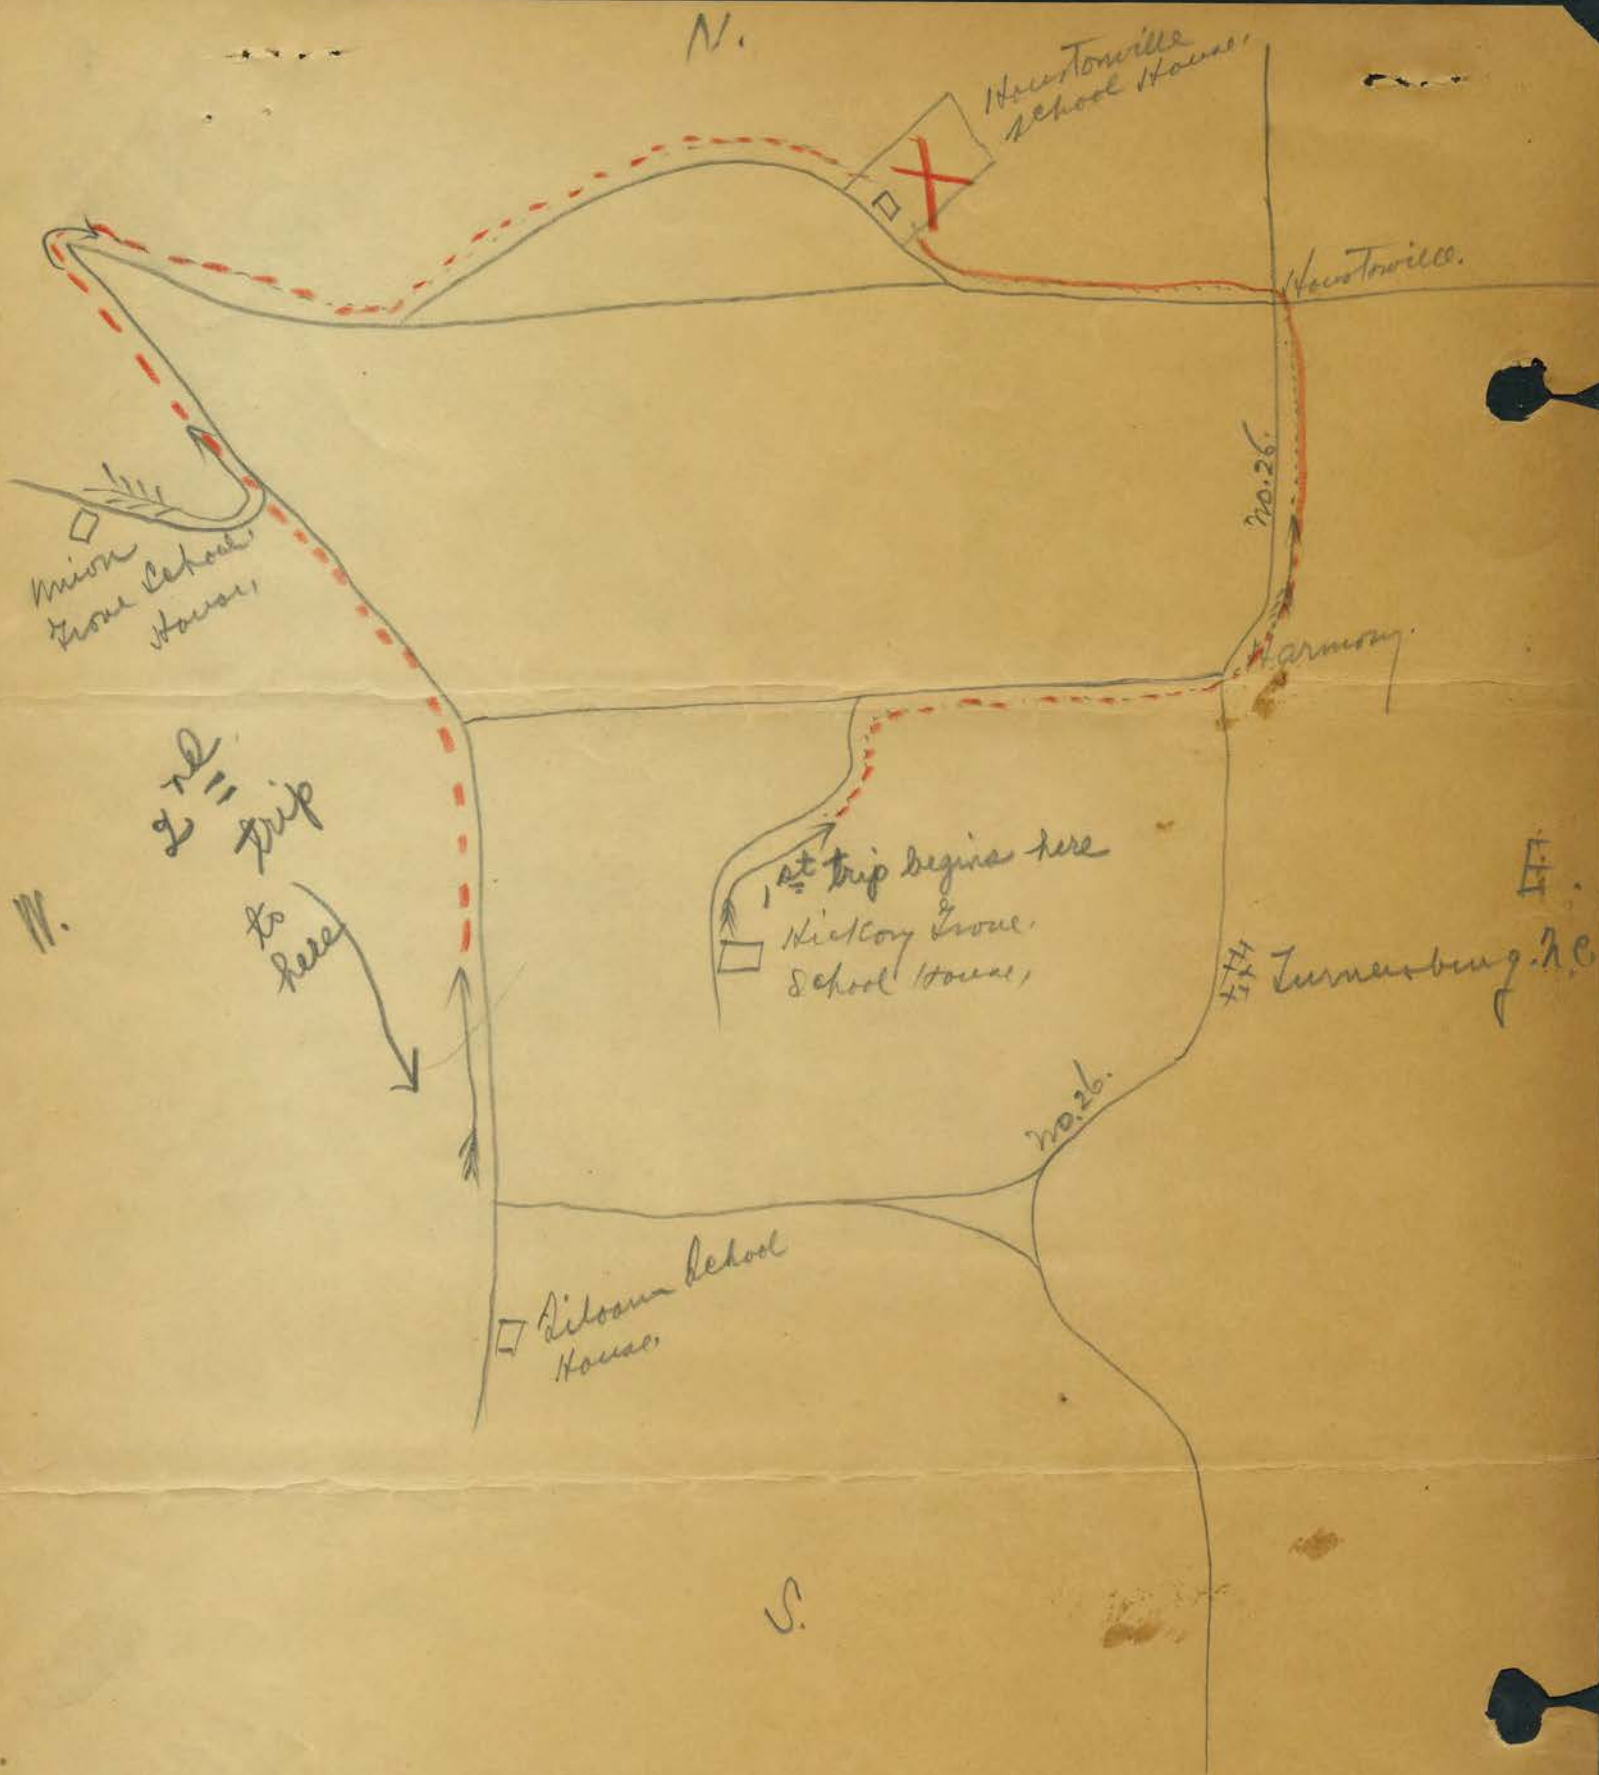 N.
Houstonville
School House,
Houstonville.
No. 26.
Union
Grove School
House,
Harmony.
2nd
trip
to
here
1st trip begins here
Hickory Grove.
School House,
W.
E.
Turnersburg. N.C.
No. 26.
Siloam School
House.
S.